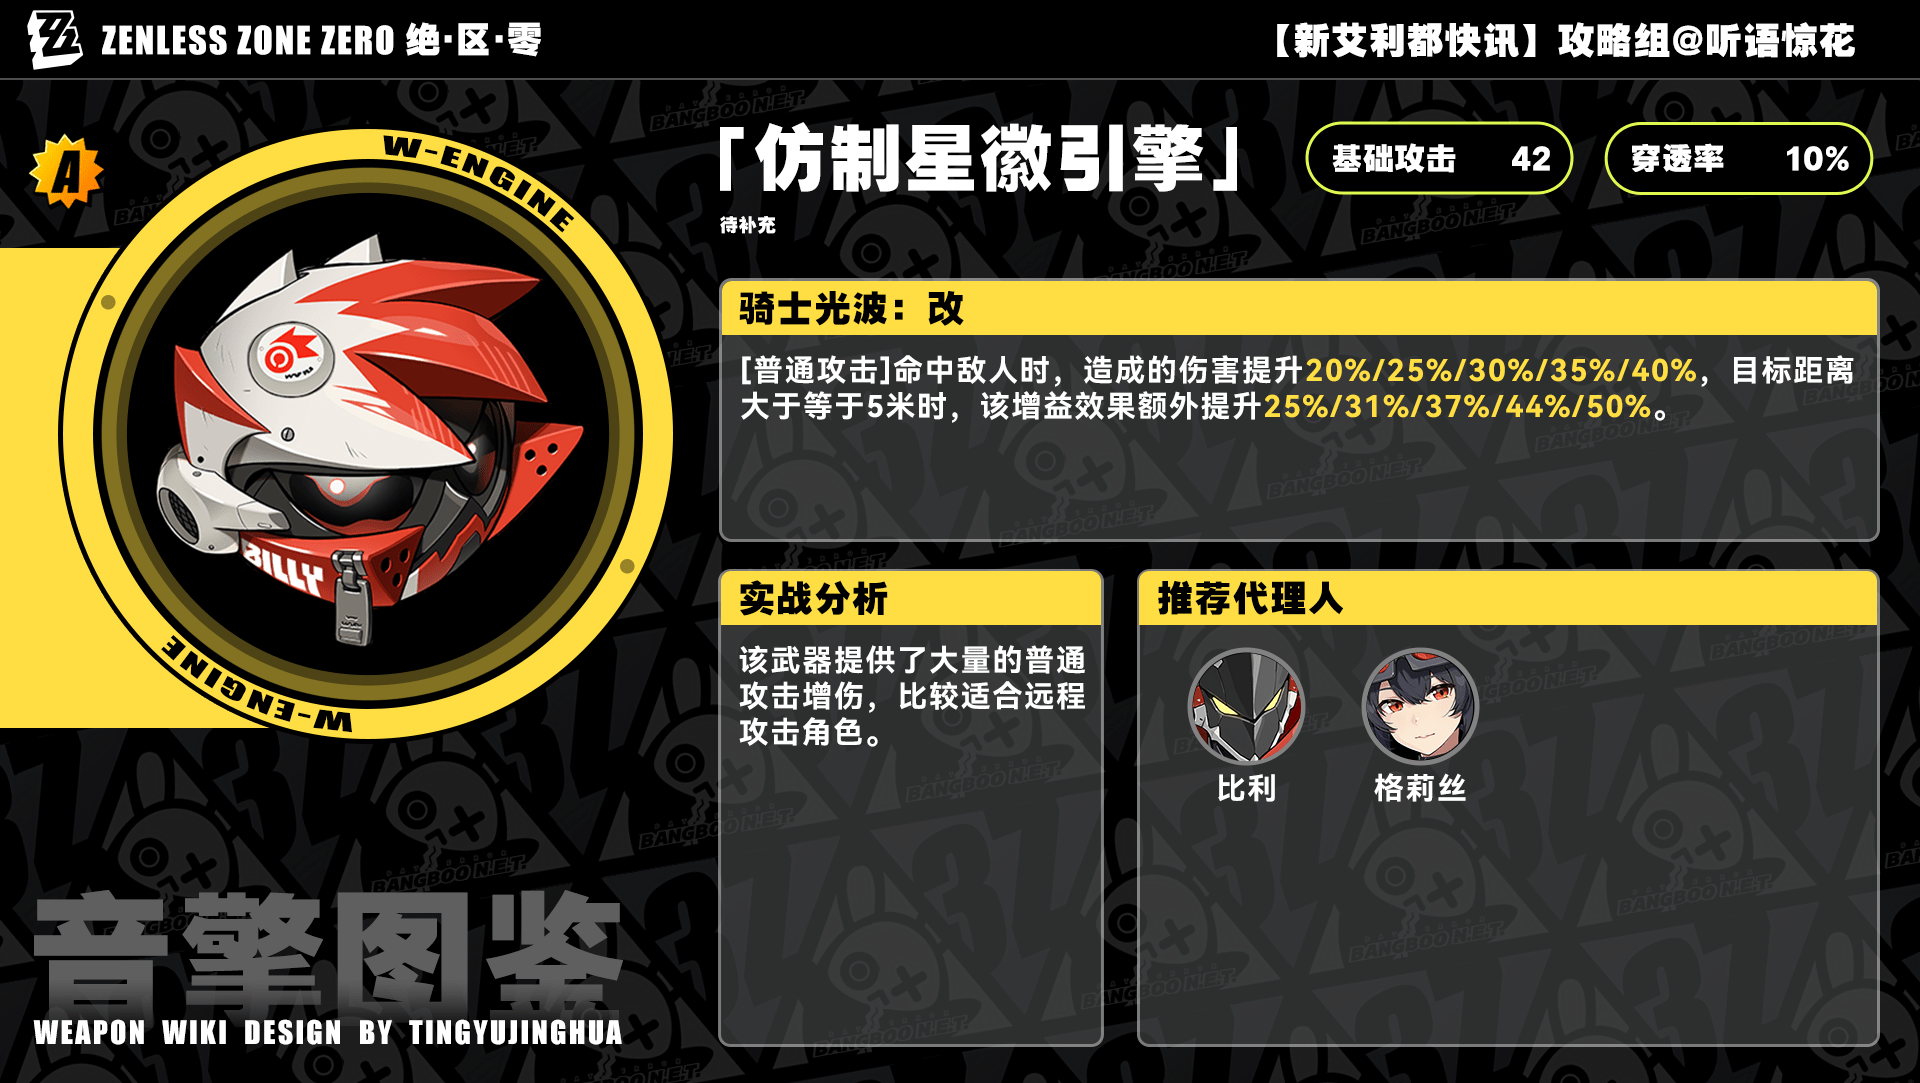 ZENLESS ZONE ZERO 绝·区·零
【新艾利都快讯】攻略组@听语惊花
A
W-ENGINE
W-ENGINE
BILLY
「仿制星徽引擎」
基础攻击 42
穿透率 10%
待补充
骑士光波：改
[普通攻击]命中敌人时，造成的伤害提升20%/25%/30%/35%/40%，目标距离
大于等于5米时，该增益效果额外提升25%/31%/37%/44%/50%。
实战分析
该武器提供了大量的普通
攻击增伤，比较适合远程
攻击角色。
推荐代理人
比利
格莉丝
音擎图鉴
WEAPON WIKI DESIGN BY TINGYUJINGHUA
BANGBOO N.E.T